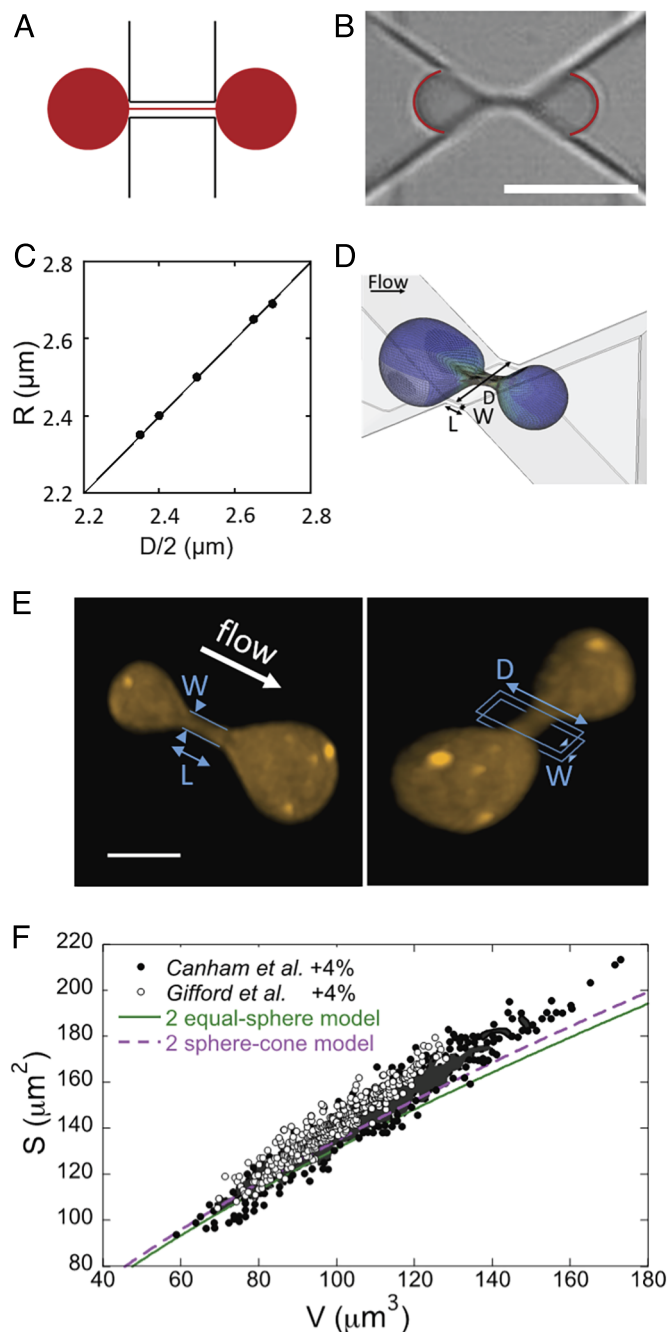 A
B
C
2.8
2.6
2.4
2.2
2.2 2.4 2.6 2.8
R (μm)
D/2 (μm)
D
Flow
D
W
L
E
flow
W
L
D
W
F
220
200
180
160
140
120
100
80
40 60 80 100 120 140 160 180
S (μm²)
V (μm³)
Canham et al. +4%
Gifford et al. +4%
2 equal-sphere model
2 sphere-cone model